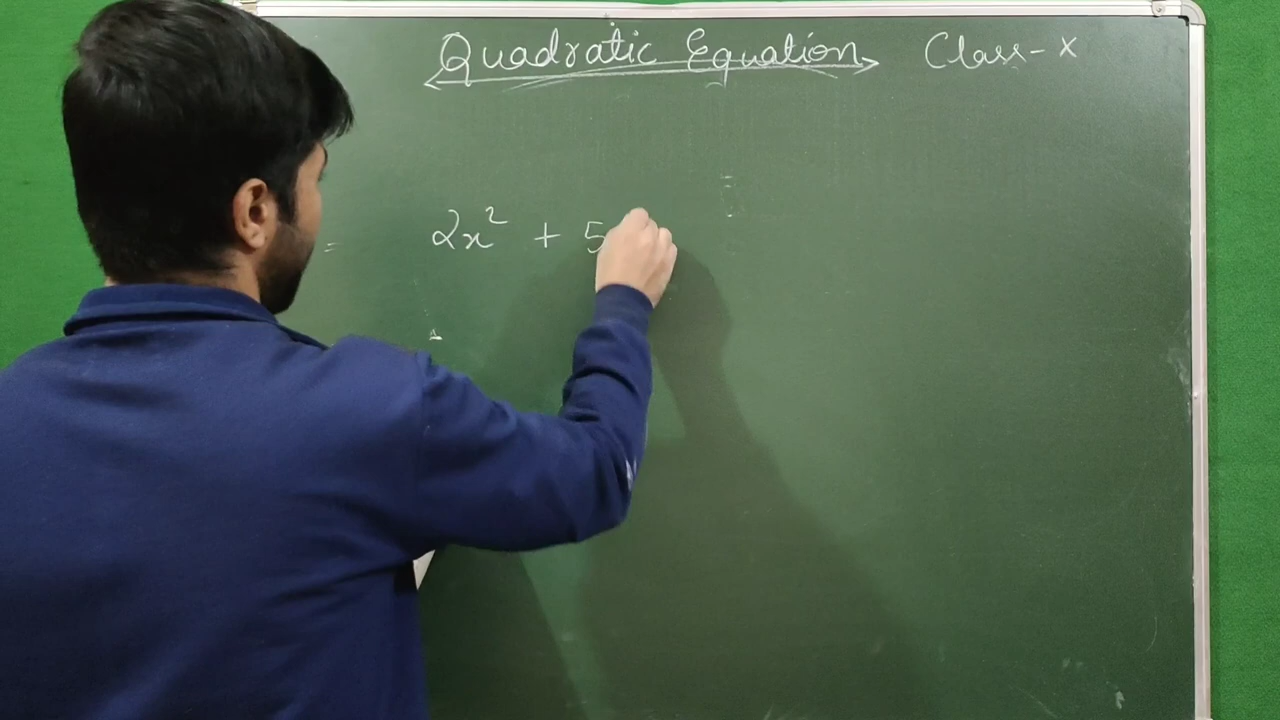 Quadratic Equation Class- X
2x² + 5